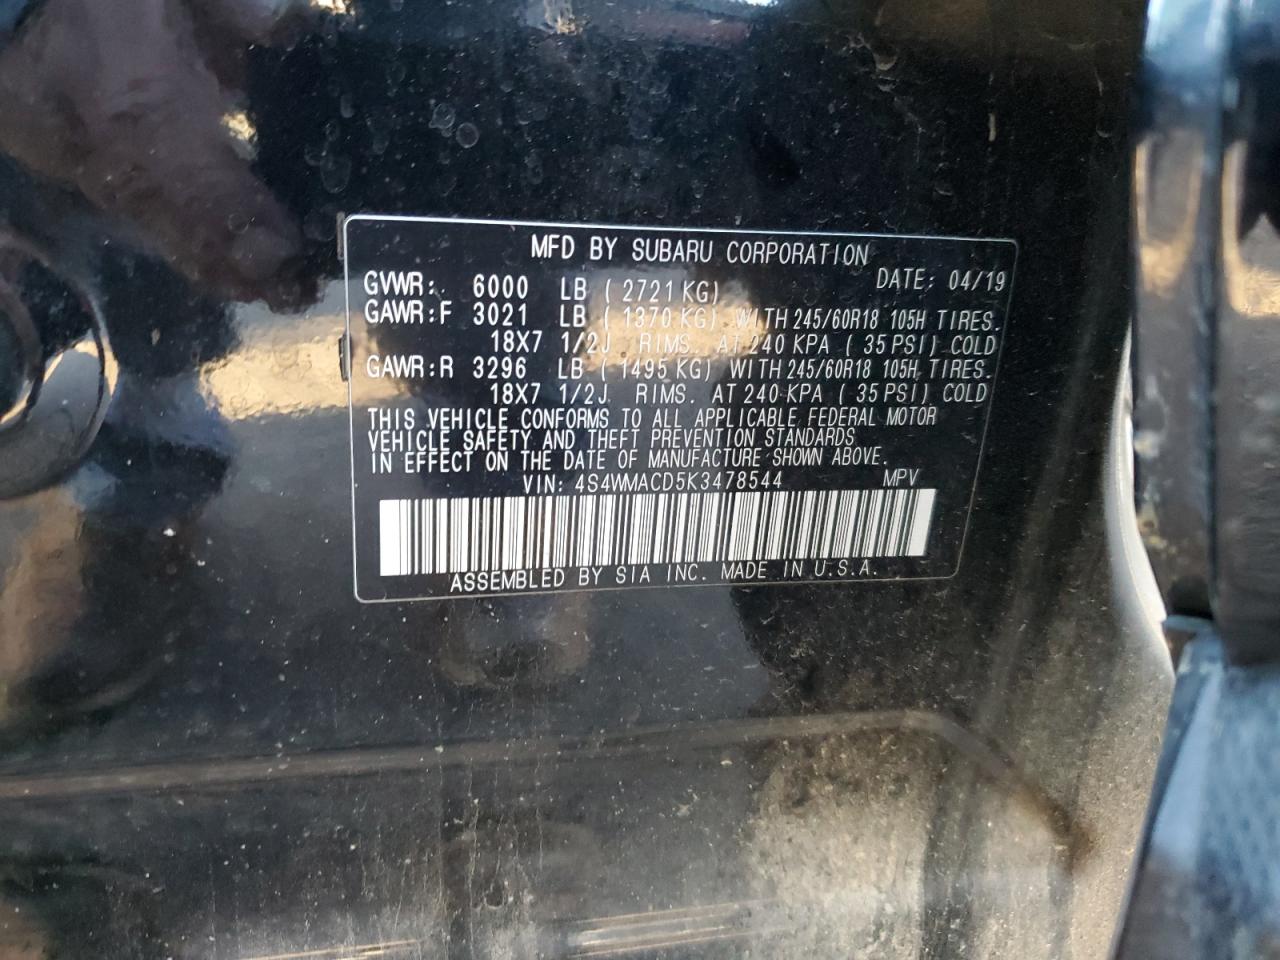 MFD BY SUBARU CORPORATION
GVWR: 6000 LB ( 2721 KG) DATE: 04/19
GAWR:F 3021 LB ( 1370 KG) WITH 245/60R18 105H TIRES.
18X7 1/2J RIMS. AT 240 KPA ( 35 PSI) COLD
GAWR:R 3296 LB ( 1495 KG) WITH 245/60R18 105H TIRES.
18X7 1/2J RIMS. AT 240 KPA ( 35 PSI) COLD
THIS VEHICLE CONFORMS TO ALL APPLICABLE FEDERAL MOTOR
VEHICLE SAFETY AND THEFT PREVENTION STANDARDS
IN EFFECT ON THE DATE OF MANUFACTURE SHOWN ABOVE.
VIN: 4S4WMACD5K3478544 MPV
ASSEMBLED BY SIA INC. MADE IN U.S.A.